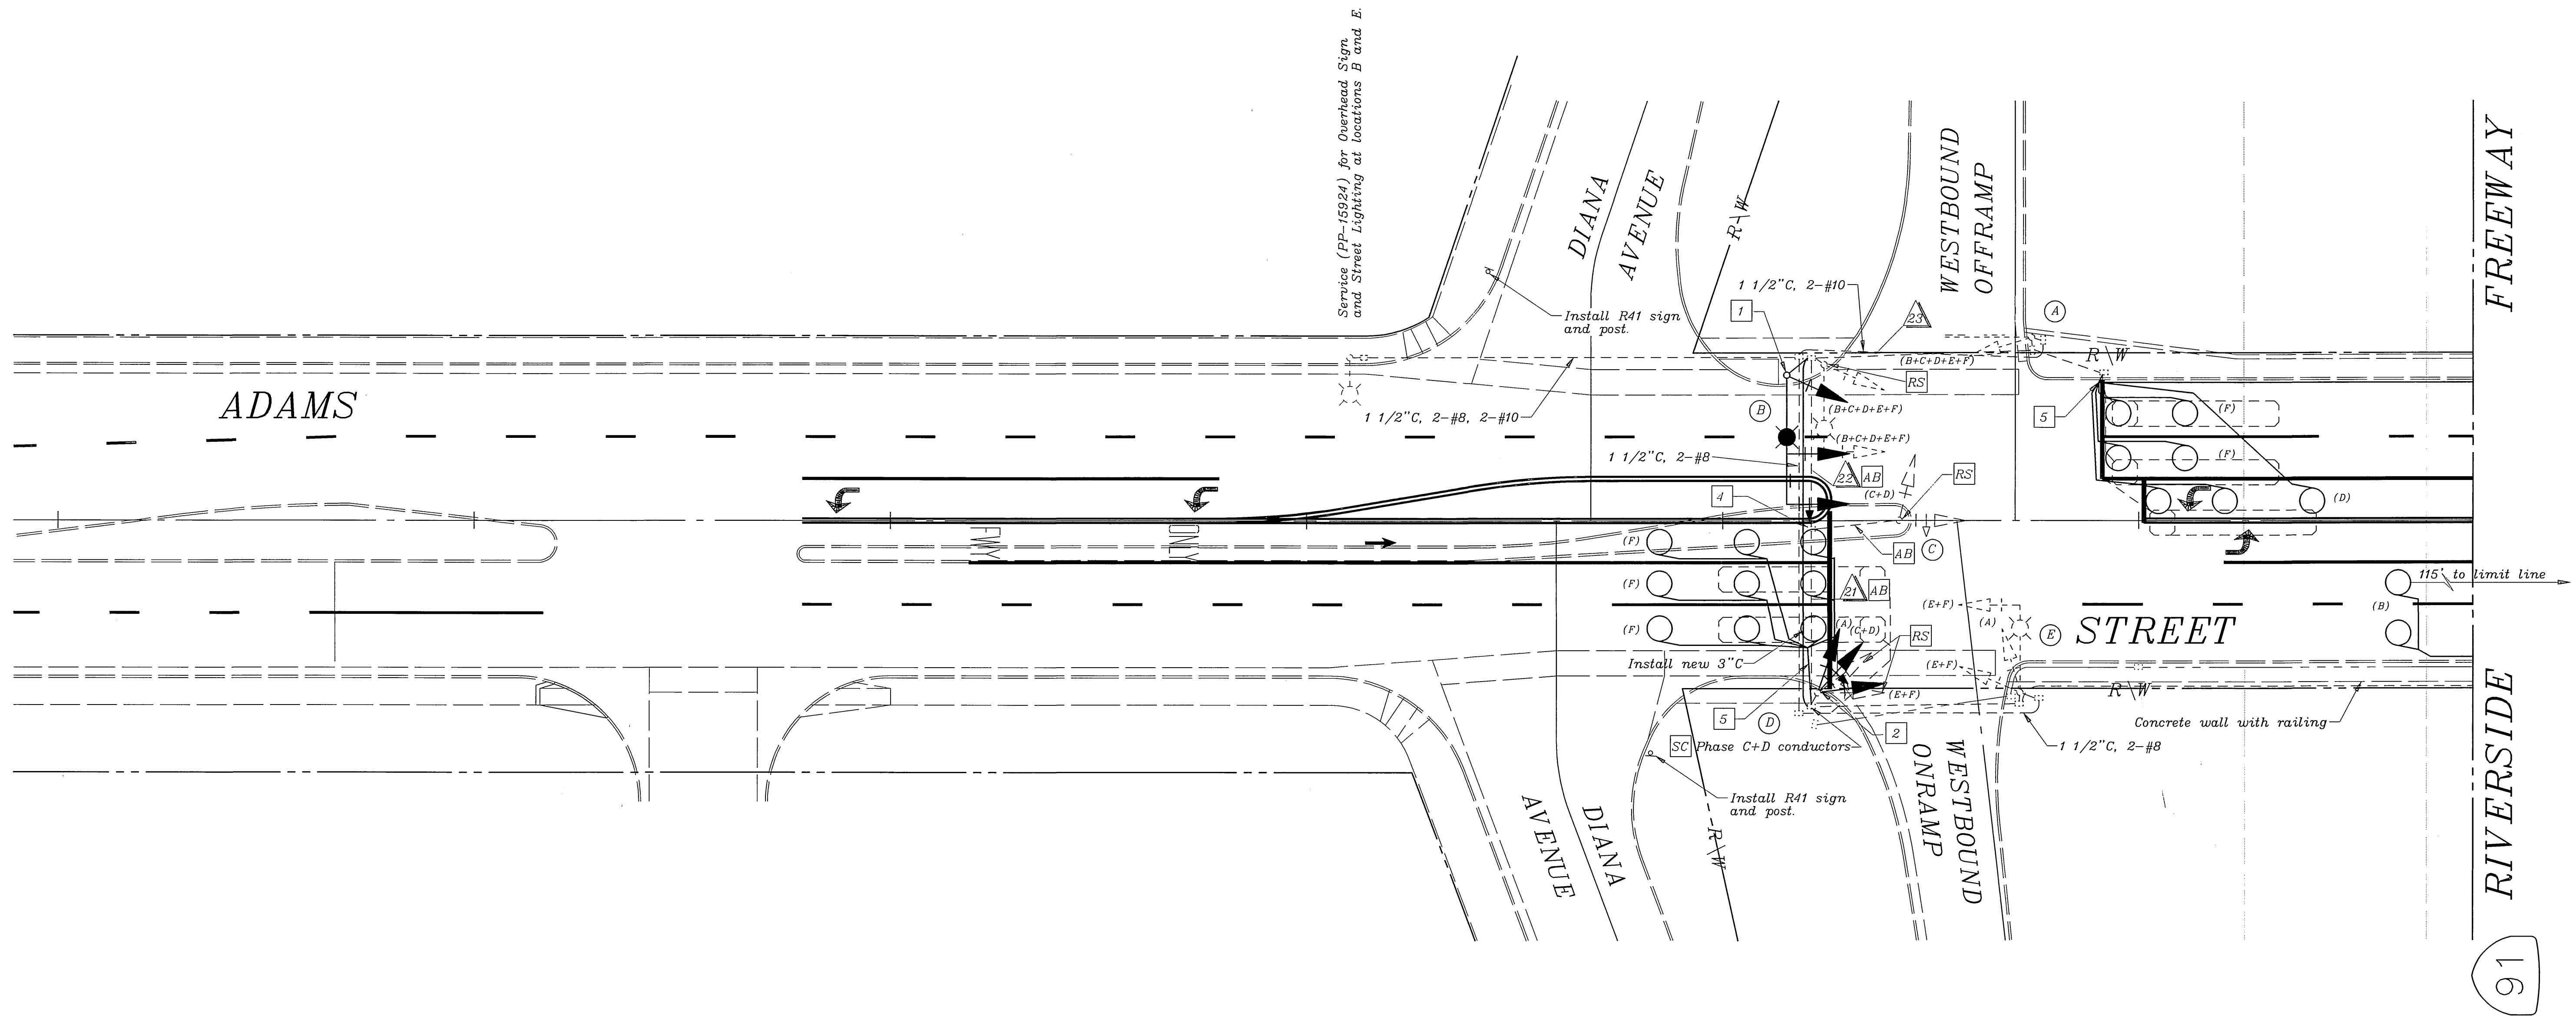 Service (PP-15924) for Overhead Sign
and Street Lighting at locations B and E.
DIANA
AVENUE
R\W
WESTBOUND
OFFRAMP
FREEWAY
1 1/2"C, 2-#10
1
23
A
Install R41 sign
and post.
(B+C+D+E+F)
R\W
RS
ADAMS
1 1/2"C, 2-#8, 2-#10
B
(B+C+D+E+F)
5
(F)
(B+C+D+E+F)
1 1/2"C, 2-#8
(F)
22
AB
RS
4
(C+D)
(D)
FWY
ONLY
(F)
AB
C
(F)
21
AB
115' to limit line
(E+F)
(B)
(F)
(A)
(C+D)
RS
(A)
E
STREET
Install new 3"C
(E+F)
(E+F)
R\W
5
D
2
Concrete wall with railing
SC Phase C+D conductors
1 1/2"C, 2-#8
Install R41 sign
and post.
AVENUE
DIANA
R\W
ONRAMP
WESTBOUND
RIVERSIDE
91